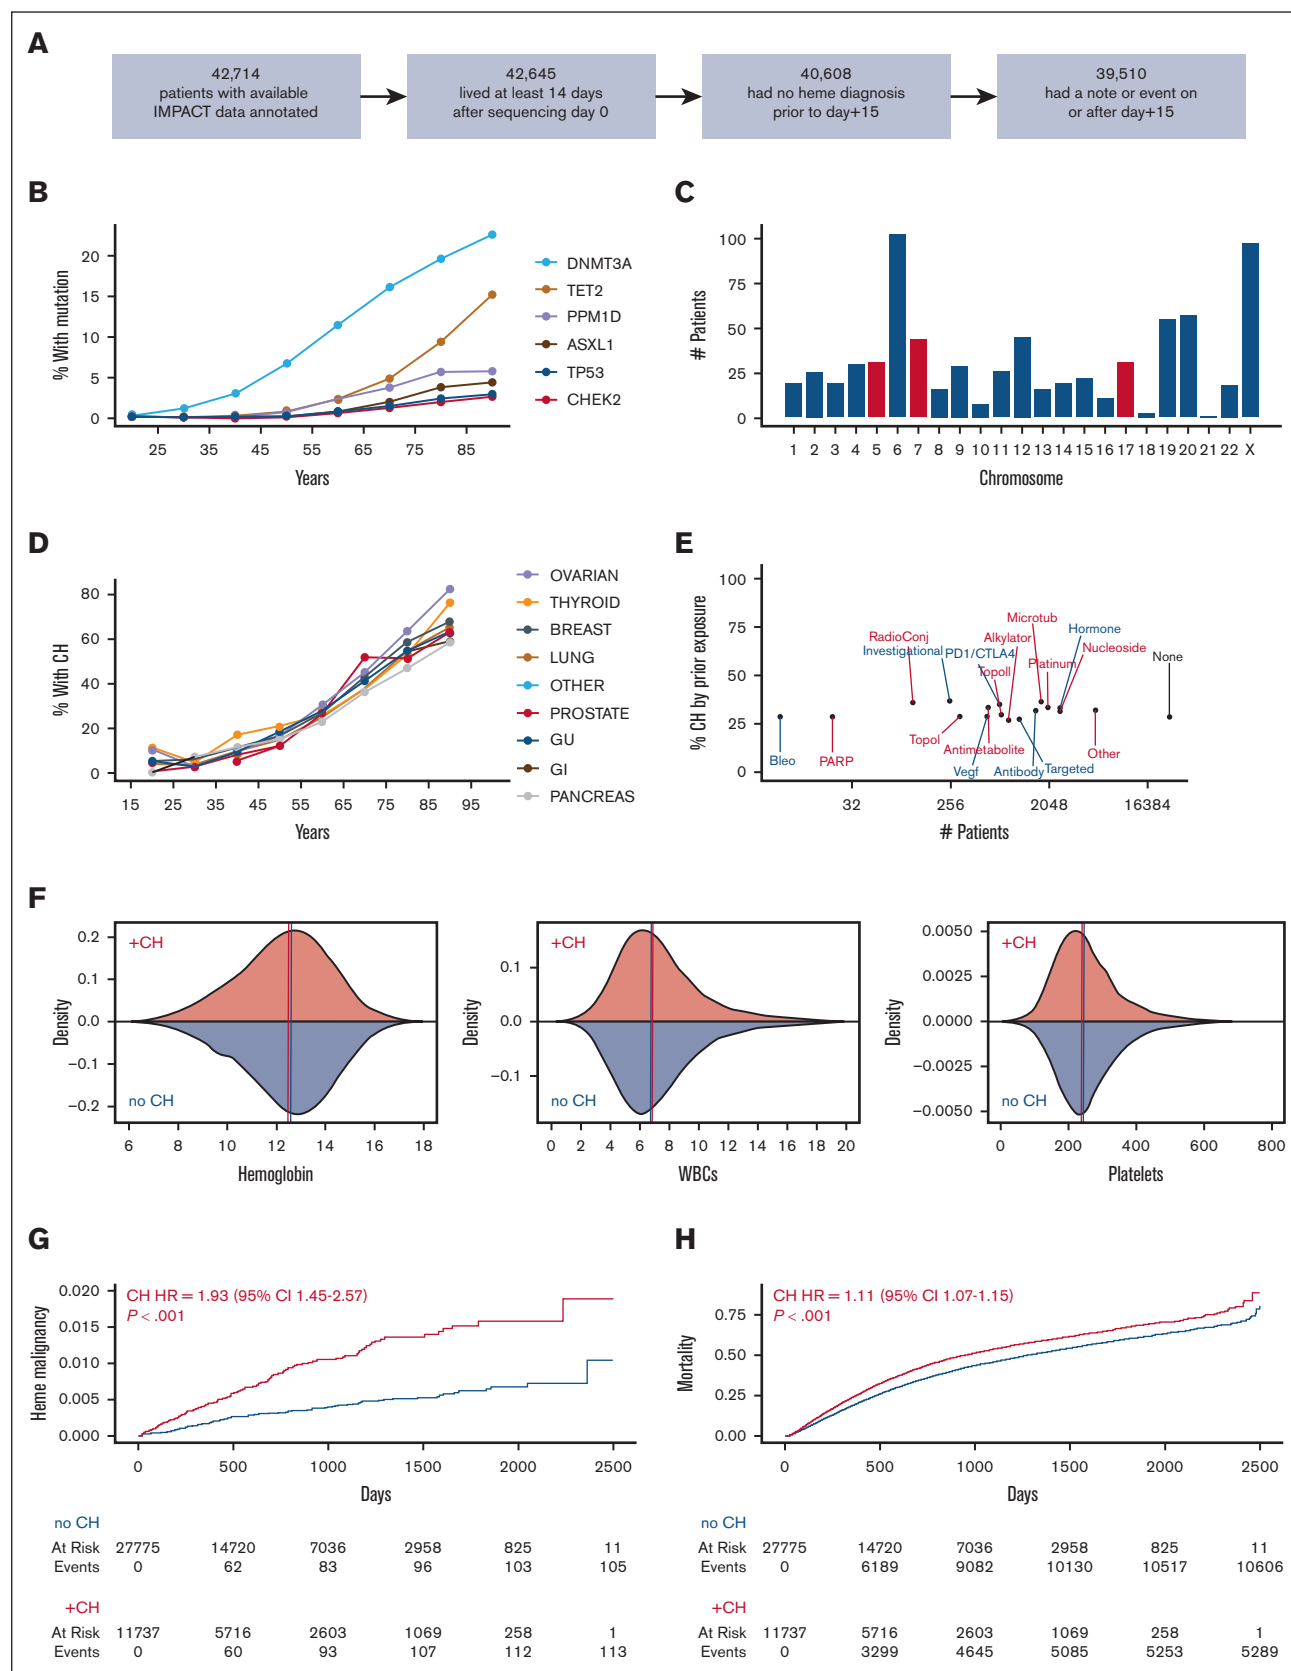 A
42,714
patients with available
IMPACT data annotated
42,645
lived at least 14 days
after sequencing day 0
40,608
had no heme diagnosis
prior to day+15
39,510
had a note or event on
or after day+15
B
% With mutation
20
15
10
5
0
25 35 45 55 65 75 85
Years
DNMT3A
TET2
PPM1D
ASXL1
TP53
CHEK2
C
# Patients
100
75
50
25
0
1 2 3 4 5 6 7 8 9 10 11 12 13 14 15 16 17 18 19 20 21 22 X
Chromosome
D
% With CH
80
60
40
20
0
15 25 35 45 55 65 75 85 95
Years
OVARIAN
THYROID
BREAST
LUNG
OTHER
PROSTATE
GU
GI
PANCREAS
E
% CH by prior exposure
100
75
50
25
0
Microtub
Hormone
RadioConj
Alkylator
Investigational
PD1/CTLA4
Nucleoside
None
TopoII
Platinum
TopoI
Antimetabolite
Other
Bleo
PARP
Vegf
Antibody
Targeted
32 256 2048 16384
# Patients
F
Density
0.2
0.1
0.0
−0.1
−0.2
+CH
no CH
6 8 10 12 14 16 18
Hemoglobin
Density
0.1
0.0
−0.1
+CH
no CH
0 2 4 6 8 10 12 14 16 18 20
WBCs
Density
0.0050
0.0025
0.0000
−0.0025
−0.0050
+CH
no CH
0 200 400 600 800
Platelets
G
Heme malignancy
0.020
0.015
0.010
0.005
0.000
CH HR = 1.93 (95% CI 1.45-2.57)
P < .001
0 500 1000 1500 2000 2500
Days
no CH
At Risk 27775 14720 7036 2958 825 11
Events 0 62 83 96 103 105
+CH
At Risk 11737 5716 2603 1069 258 1
Events 0 60 93 107 112 113
H
Mortality
0.75
0.50
0.25
0.00
CH HR = 1.11 (95% CI 1.07-1.15)
P < .001
0 500 1000 1500 2000 2500
Days
no CH
At Risk 27775 14720 7036 2958 825 11
Events 0 6189 9082 10130 10517 10606
+CH
At Risk 11737 5716 2603 1069 258 1
Events 0 3299 4645 5085 5253 5289